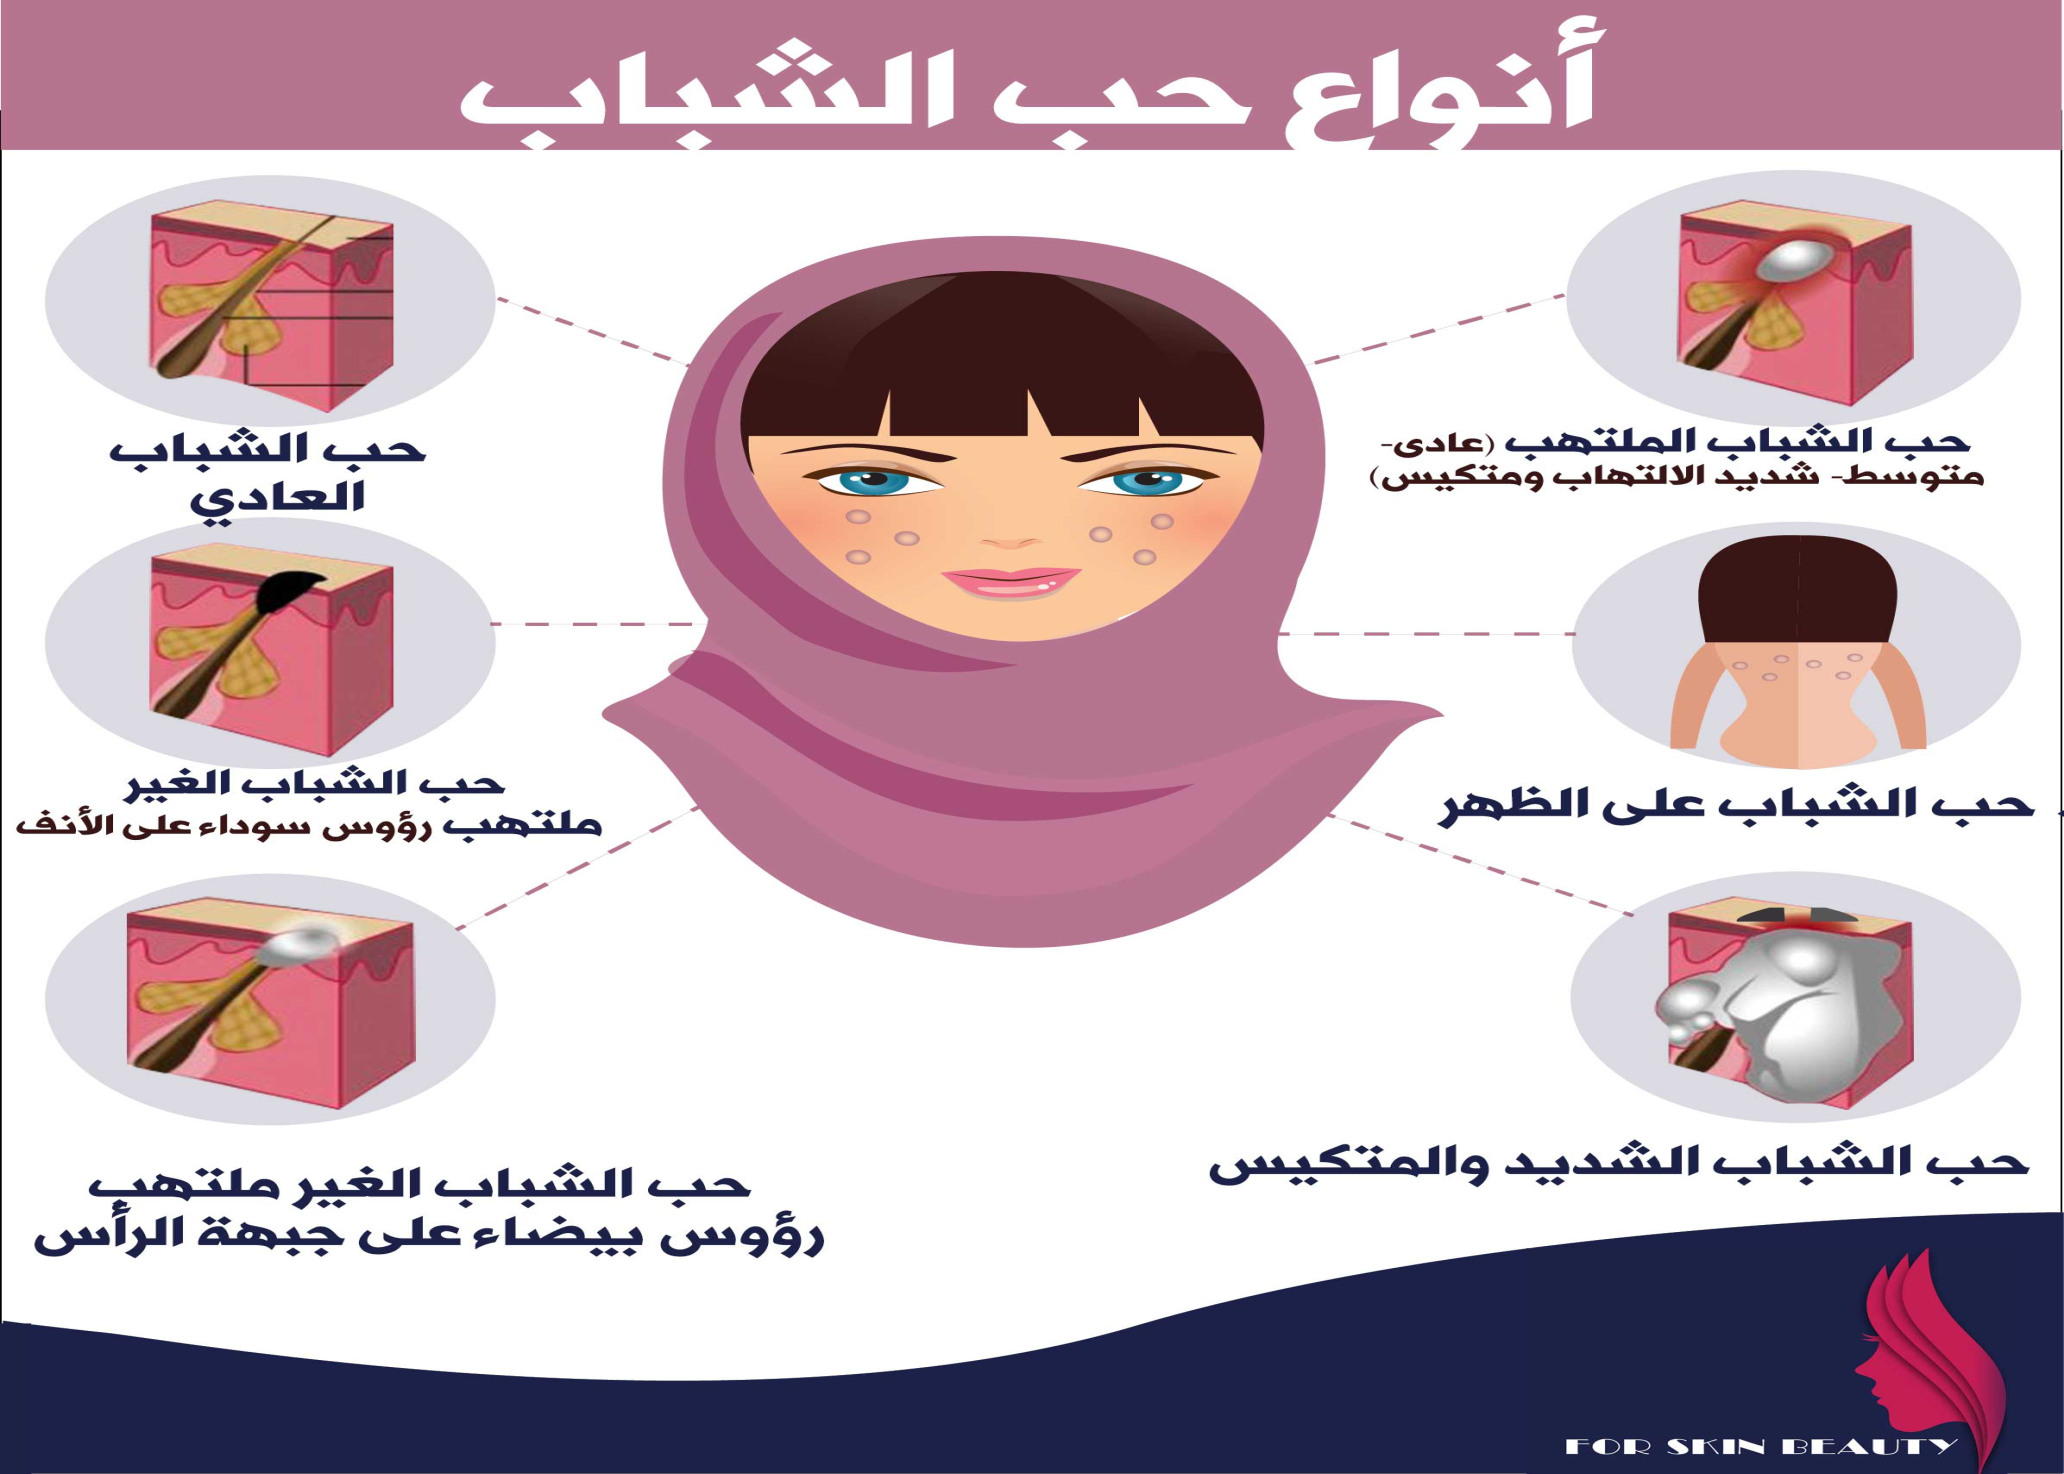 أنواع حب الشباب
حب الشباب الملتهب (عادى-
متوسط- شديد الالتهاب ومتكيس)
حب الشباب على الظهر
حب الشباب الشديد والمتكيس
حب الشباب
العادي
حب الشباب الغير
ملتهب رؤوس سوداء على الأنف
حب الشباب الغير ملتهب
رؤوس بيضاء على جبهة الرأس
FOR SKIN BEAUTY